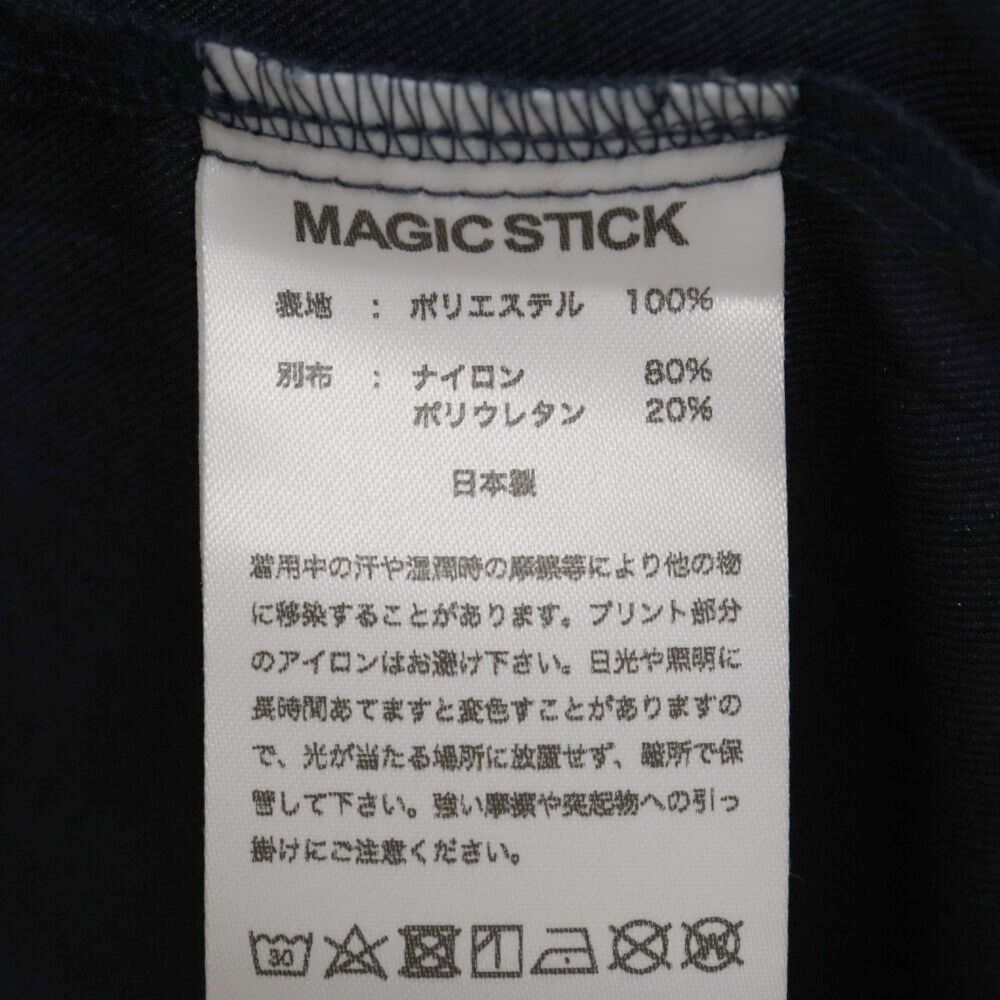 MAGIC STICK
表地 : ポリエステル 100%
別布 : ナイロン 80%
ポリウレタン 20%
日本製
着用中の汗や湿潤時の摩擦等により他の物
に移染することがあります。プリント部分
のアイロンはお避け下さい。日光や照明に
長時間あてますと変色すことがありますの
で、光が当たる場所に放置せず、暗所で保
管して下さい。強い摩擦や突起物への引っ
掛けにご注意ください。
30 W